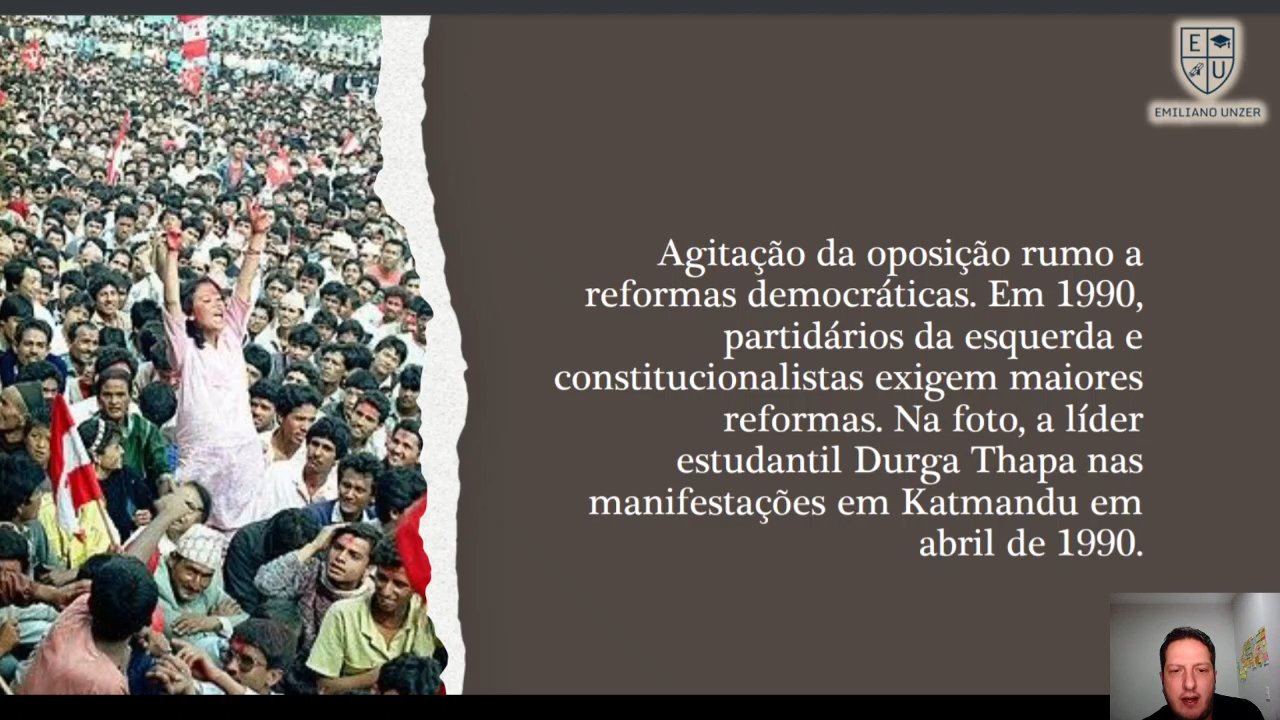 E
U
EMILIANO UNZER
Agitação da oposição rumo a
reformas democráticas. Em 1990,
partidários da esquerda e
constitucionalistas exigem maiores
reformas. Na foto, a líder
estudantil Durga Thapa nas
manifestações em Katmandu em
abril de 1990.